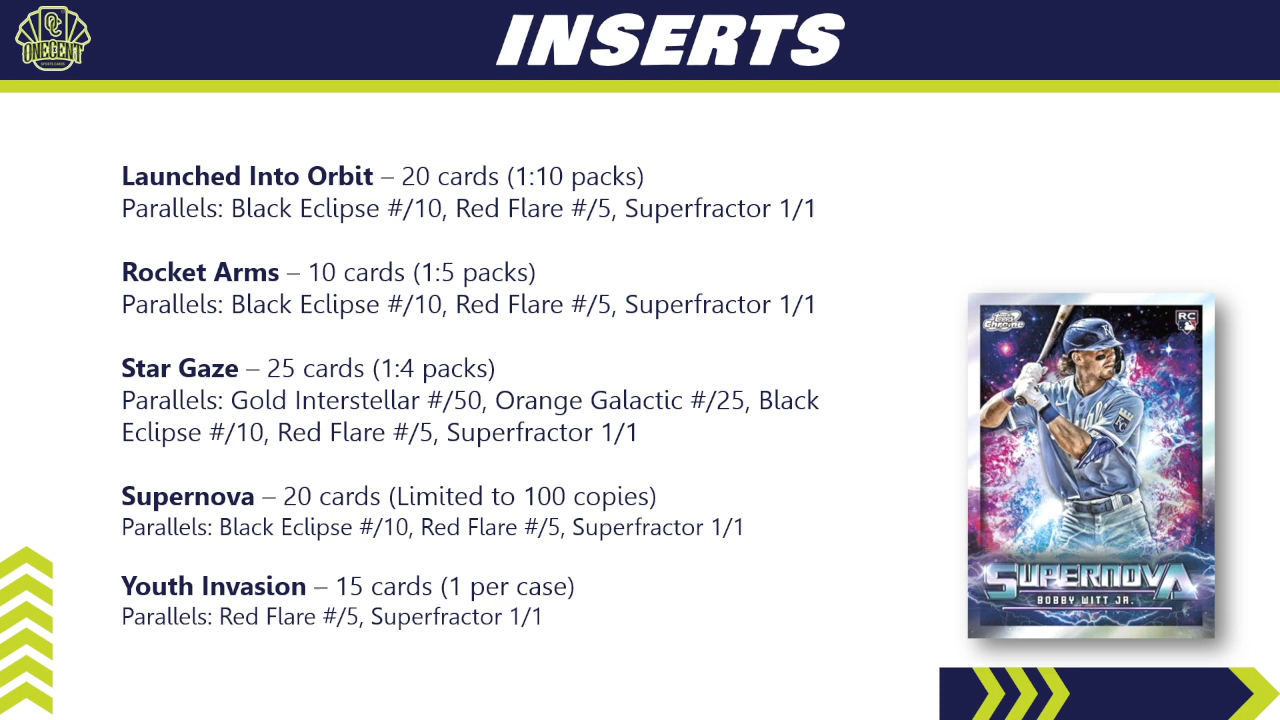 OC
ONECENT
SPORTS CARDS
INSERTS
Launched Into Orbit – 20 cards (1:10 packs)
Parallels: Black Eclipse #/10, Red Flare #/5, Superfractor 1/1
Rocket Arms – 10 cards (1:5 packs)
Parallels: Black Eclipse #/10, Red Flare #/5, Superfractor 1/1
Star Gaze – 25 cards (1:4 packs)
Parallels: Gold Interstellar #/50, Orange Galactic #/25, Black
Eclipse #/10, Red Flare #/5, Superfractor 1/1
Supernova – 20 cards (Limited to 100 copies)
Parallels: Black Eclipse #/10, Red Flare #/5, Superfractor 1/1
Youth Invasion – 15 cards (1 per case)
Parallels: Red Flare #/5, Superfractor 1/1
Topps
Chrome
RC
KC
SUPERNOVA
BOBBY WITT JR.